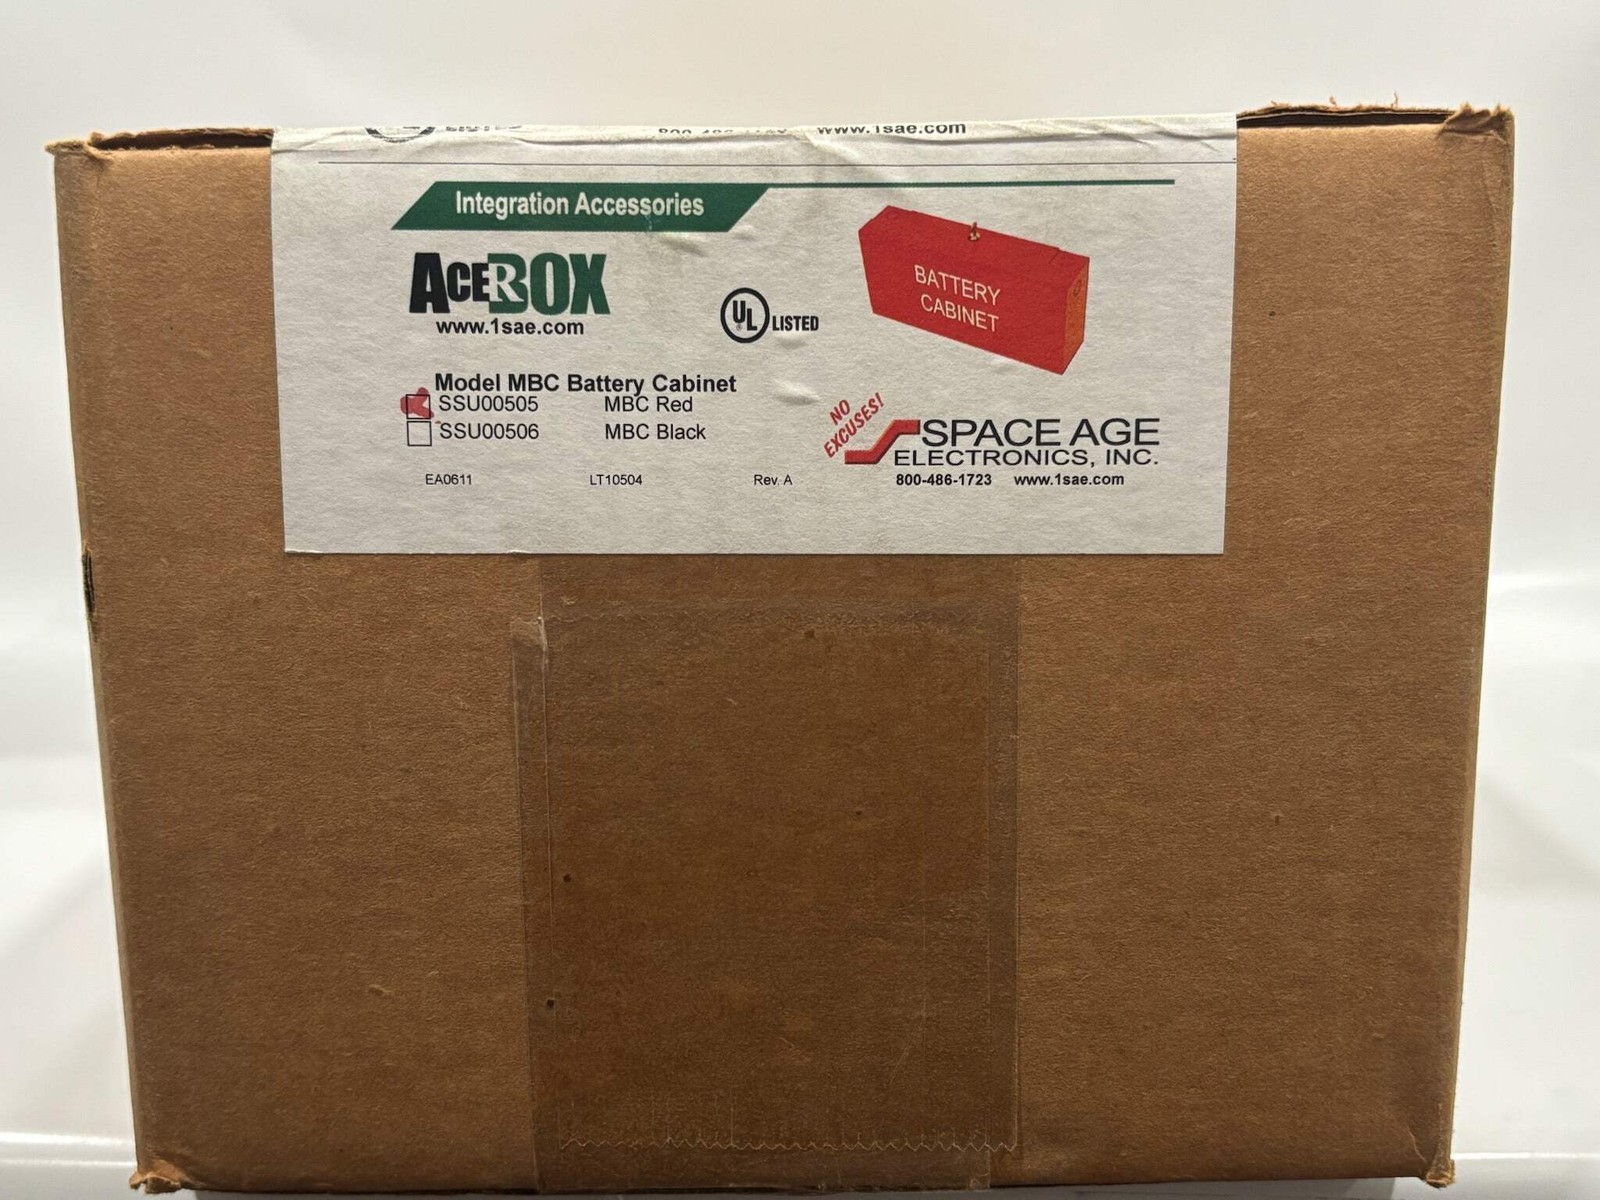 www.1sae.com
Integration Accessories
ACEBOX
www.1sae.com
UL LISTED
BATTERY
CABINET
Model MBC Battery Cabinet
SSU00505 MBC Red
SSU00506 MBC Black
NO
EXCUSES!
SPACE AGE
ELECTRONICS, INC.
800-486-1723 www.1sae.com
EA0611 LT10504 Rev. A